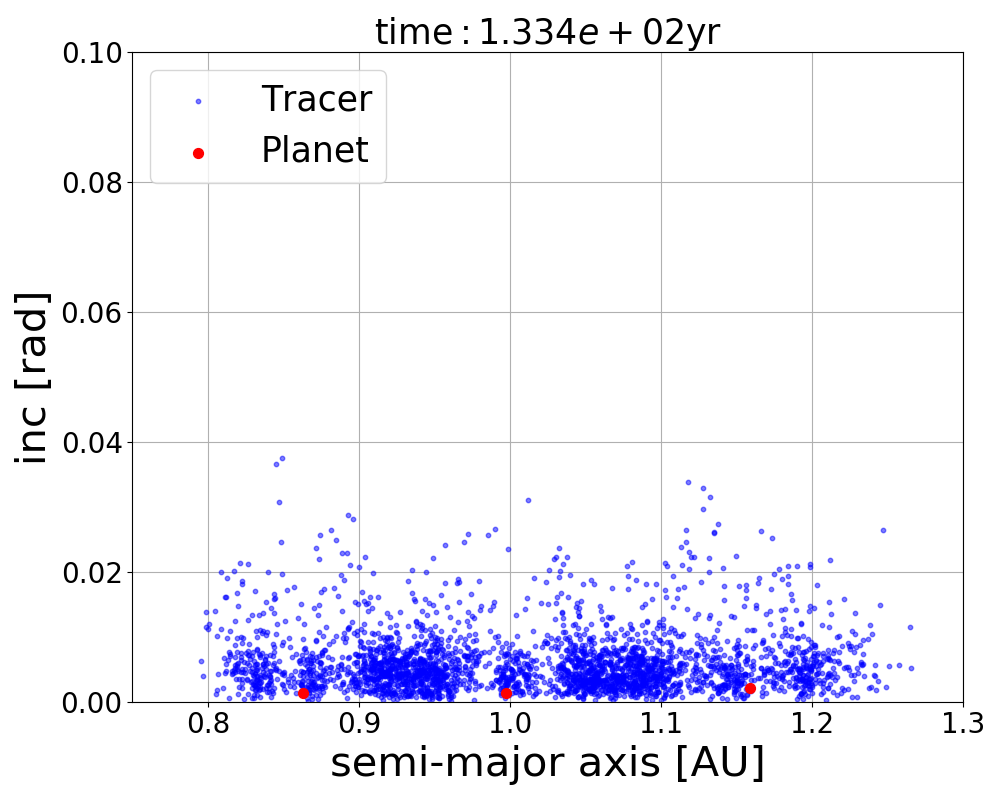 time : 1.334e + 02yr
0.10
Tracer
Planet
0.08
0.06
0.04
0.02
0.00
inc [rad]
0.8 0.9 1.0 1.1 1.2 1.3
semi-major axis [AU]